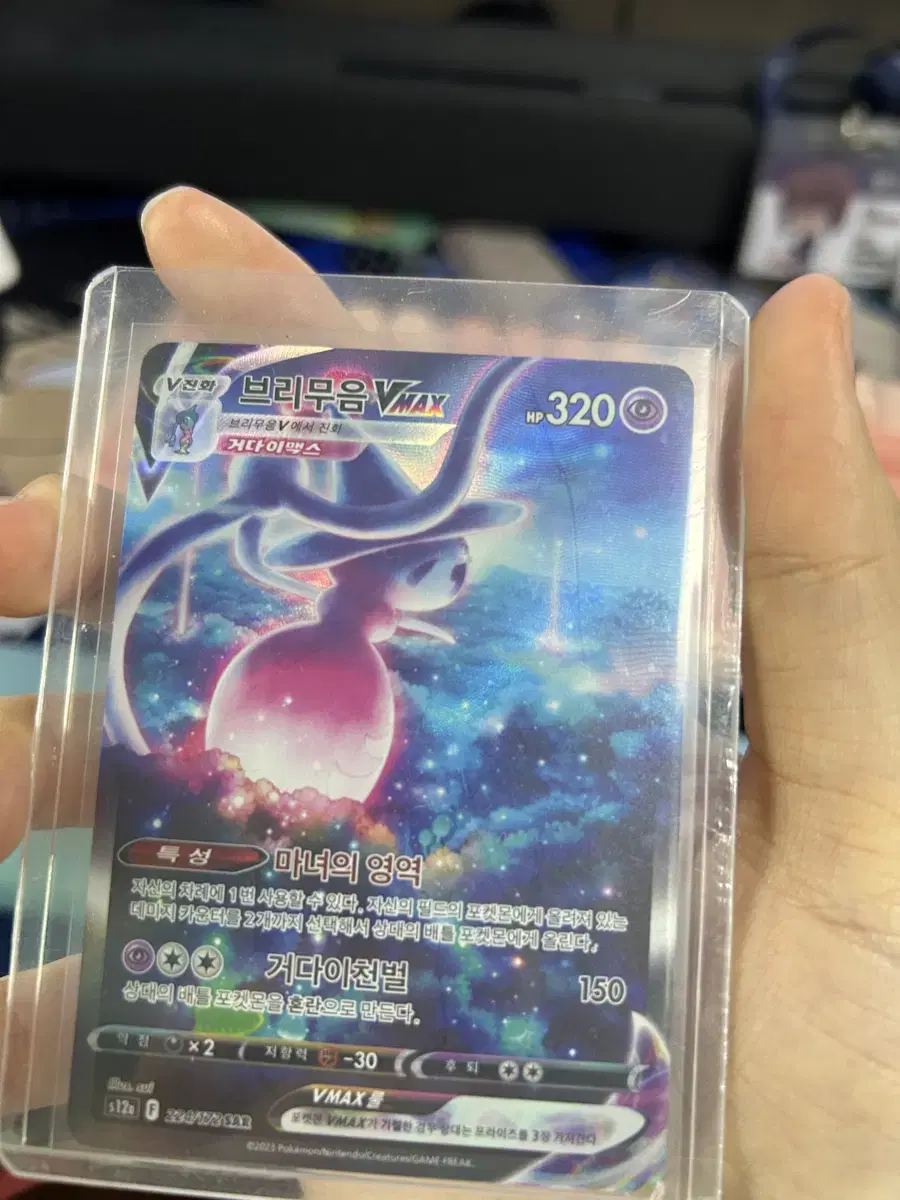 V진화 브리무음 VMAX HP 320
브리무음V에서 진화
거다이맥스
특성 마녀의 영역
자신의 차례에 1번 사용할 수 있다. 자신의 필드의 포켓몬에게 올려져 있는
데미지 카운터를 2개까지 선택해서 상대의 배틀 포켓몬에게 올린다.
거다이천벌 150
상대의 배틀 포켓몬을 혼란으로 만든다.
약점 ×2 저항력 -30 후퇴
Illus. sui
s12a F 224/172 SAR
VMAX 룰
포켓몬 VMAX가 기절한 경우 상대는 프라이즈를 3장 가져간다.
©2023 Pokémon/Nintendo/Creatures/GAME FREAK.